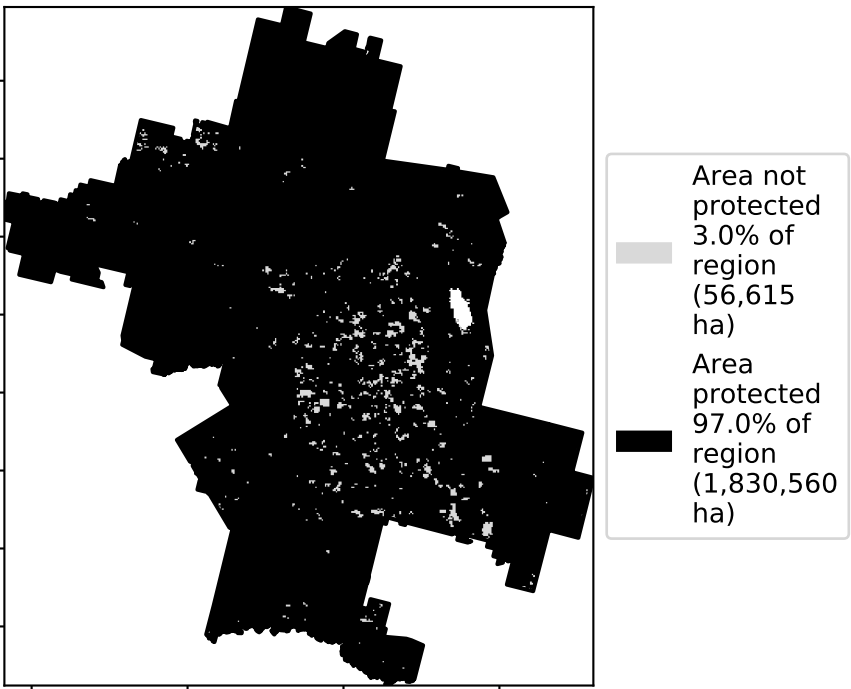 Area not
protected
3.0% of
region
(56,615
ha)
Area
protected
97.0% of
region
(1,830,560
ha)